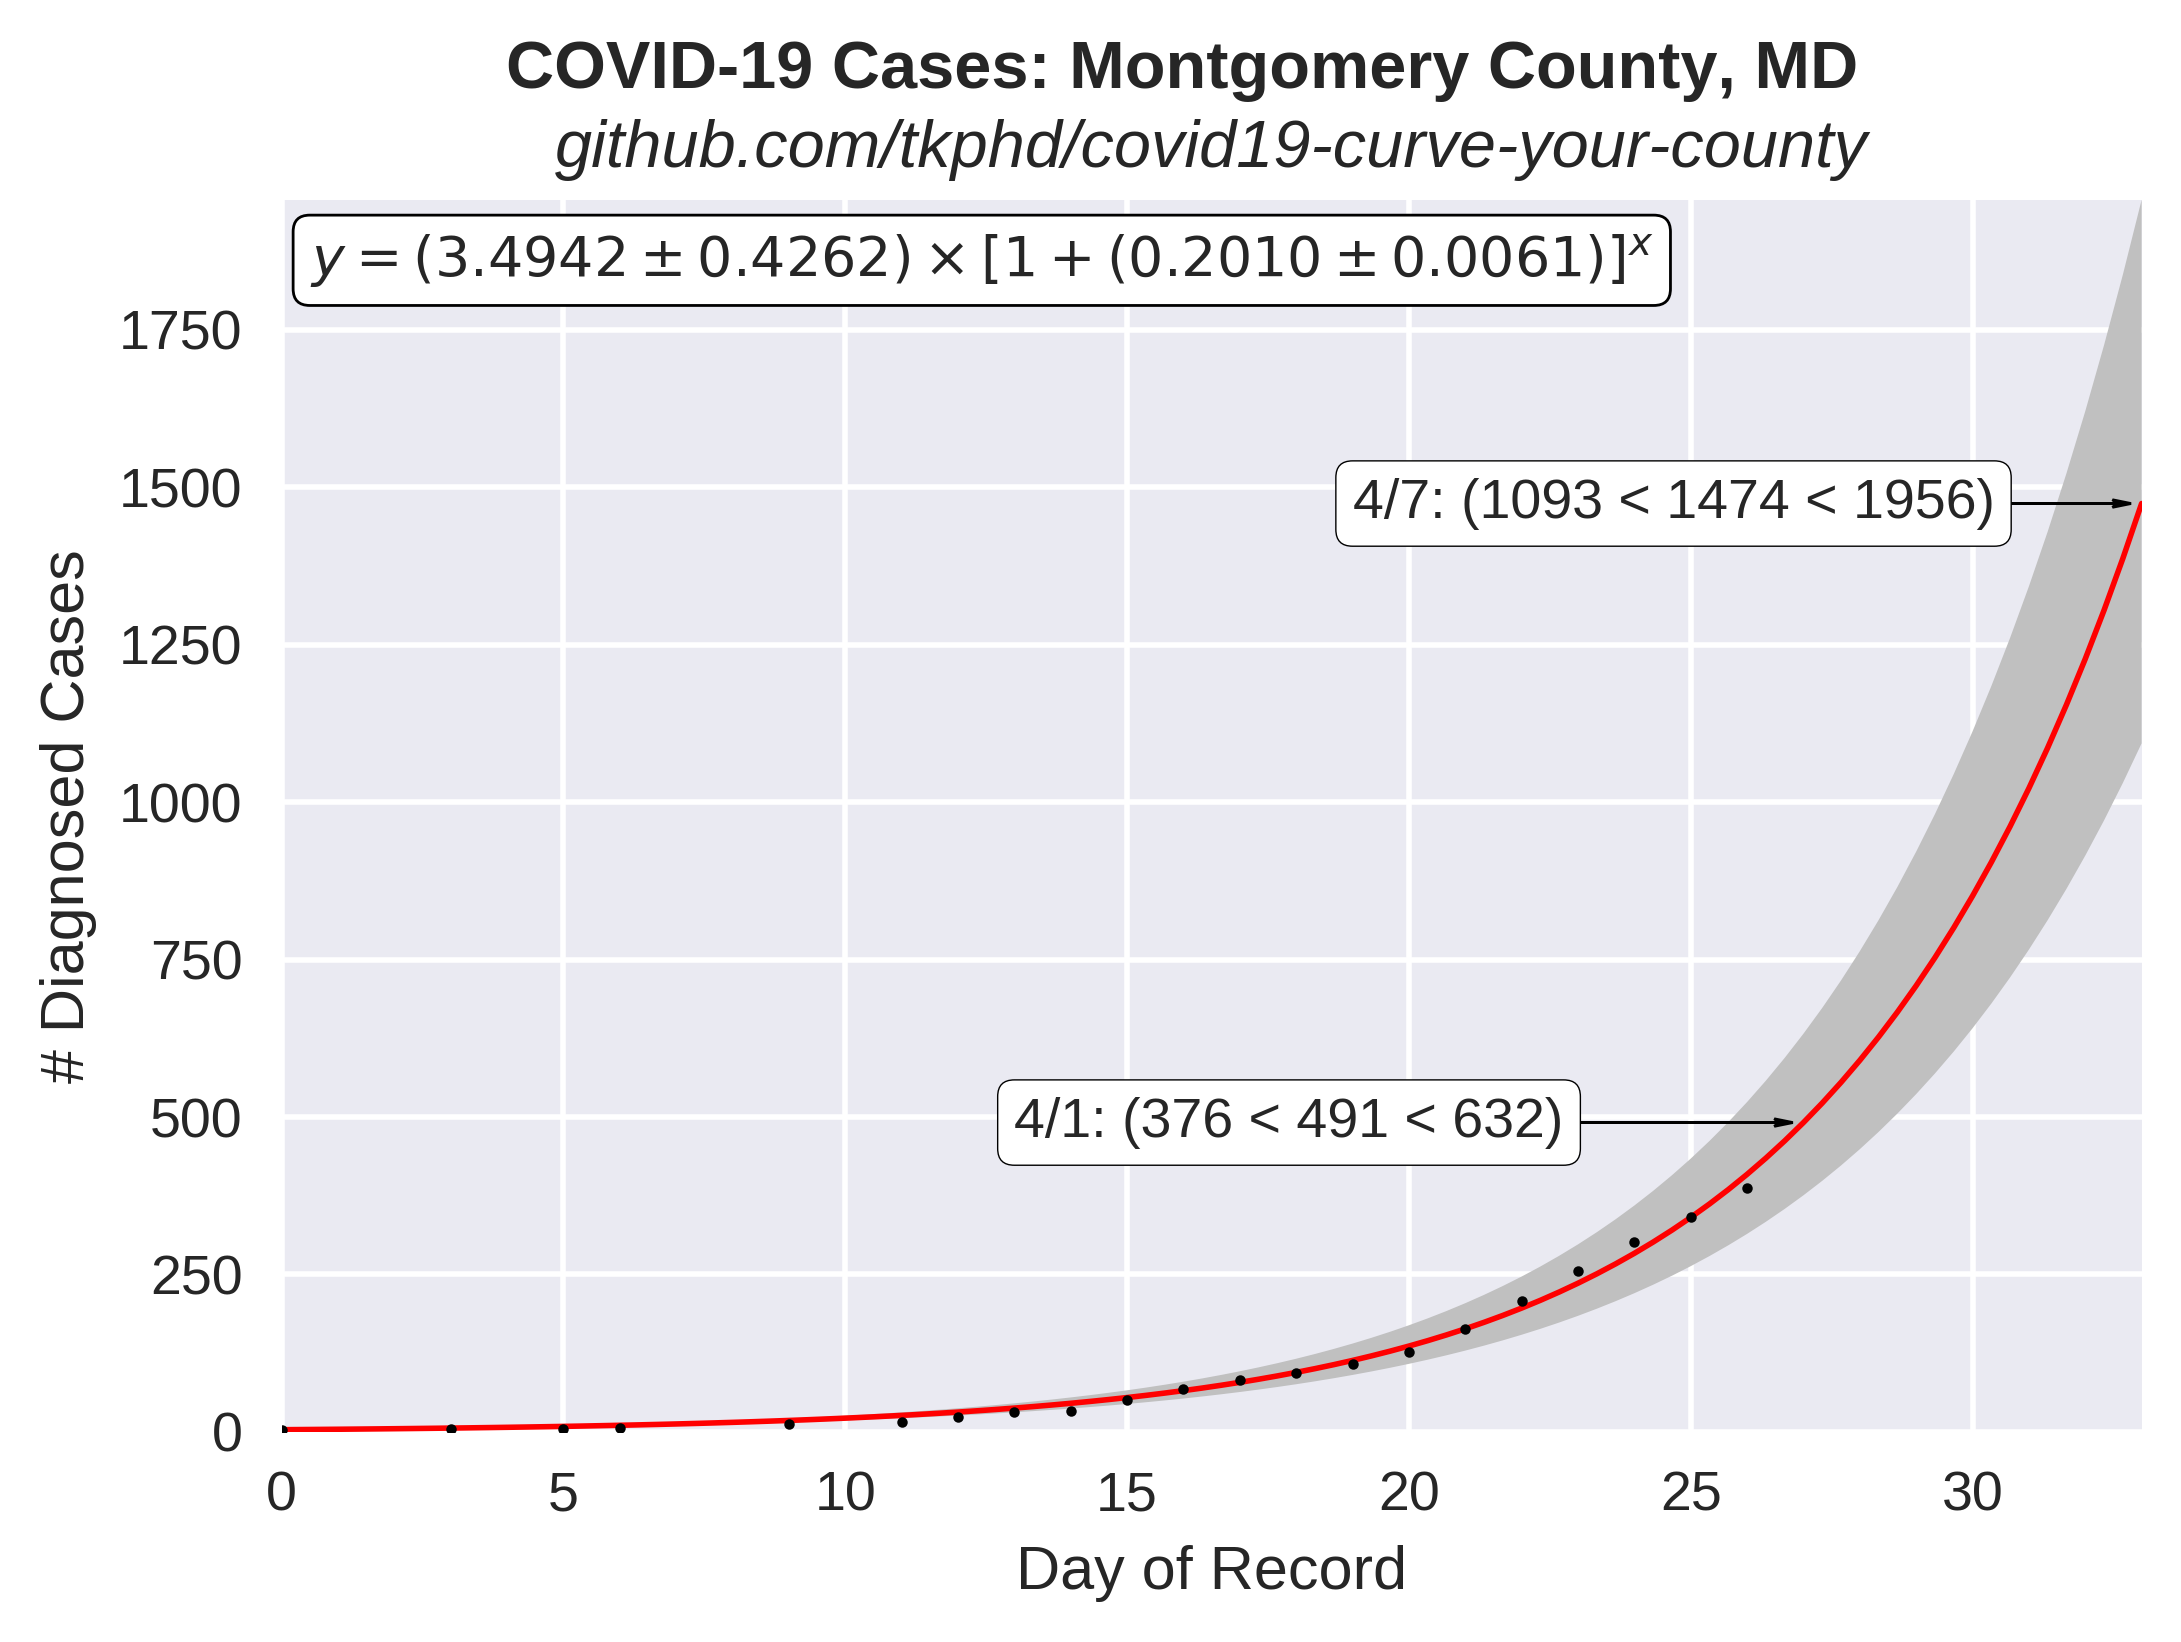 COVID-19 Cases: Montgomery County, MD
github.com/tkphd/covid19-curve-your-county
y = (3.4942 ± 0.4262) × [1 + (0.2010 ± 0.0061)]^x
1750
1500
4/7: (1093 < 1474 < 1956)
1250
1000
750
500
4/1: (376 < 491 < 632)
250
0
# Diagnosed Cases
0 5 10 15 20 25 30
Day of Record